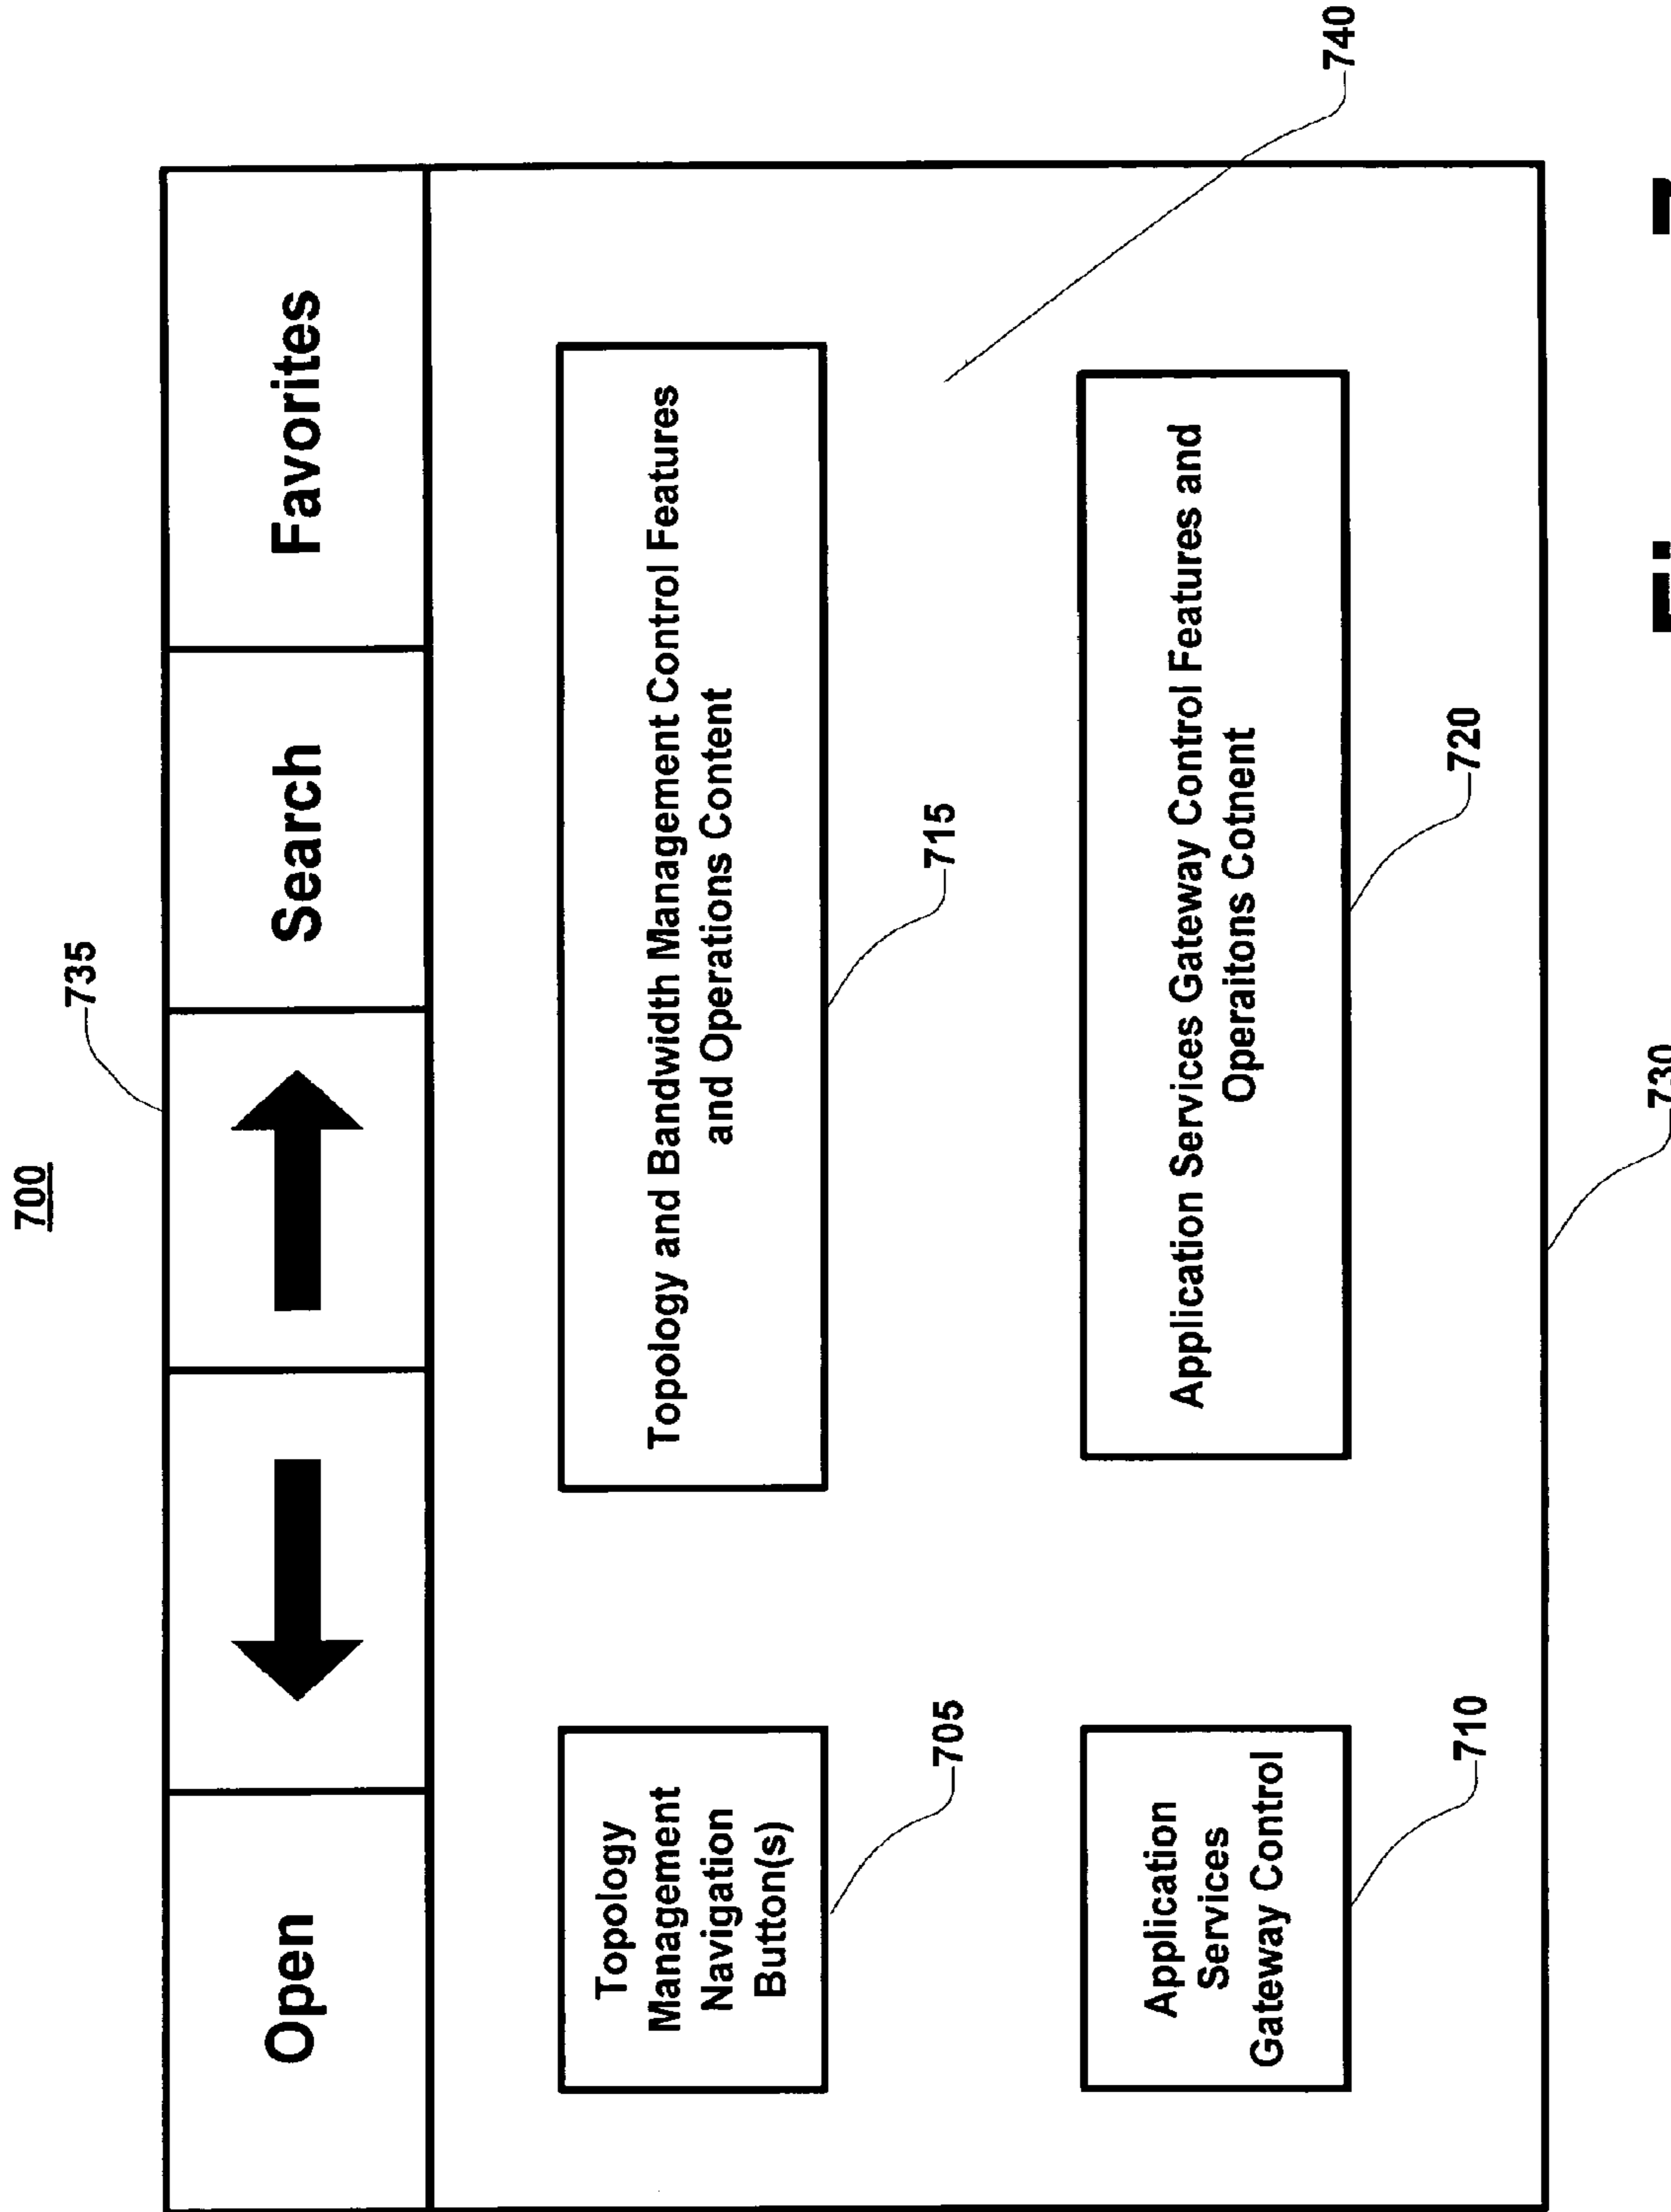 700
735
Open
Search
Favorites
Topology
Management
Navigation
Button(s)
705
Topology and Bandwidth Management Control Features
and Operations Content
715
740
Application
Services
Gateway Control
710
Application Services Gateway Control Features and
Operaitons Cotnent
720
730